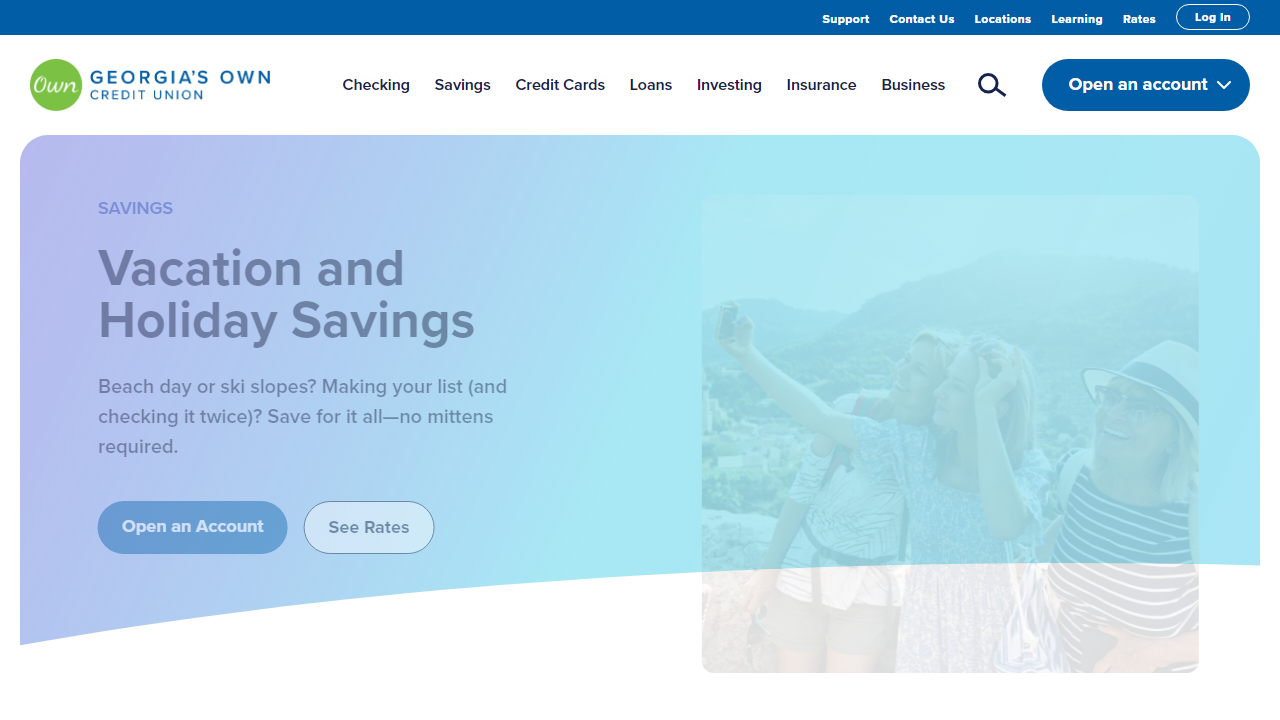 Support Contact Us Locations Learning Rates Log In
Own GEORGIA'S OWN
CREDIT UNION
Checking Savings Credit Cards Loans Investing Insurance Business Open an account
SAVINGS
Vacation and
Holiday Savings
Beach day or ski slopes? Making your list (and
checking it twice)? Save for it all—no mittens
required.
Open an Account See Rates